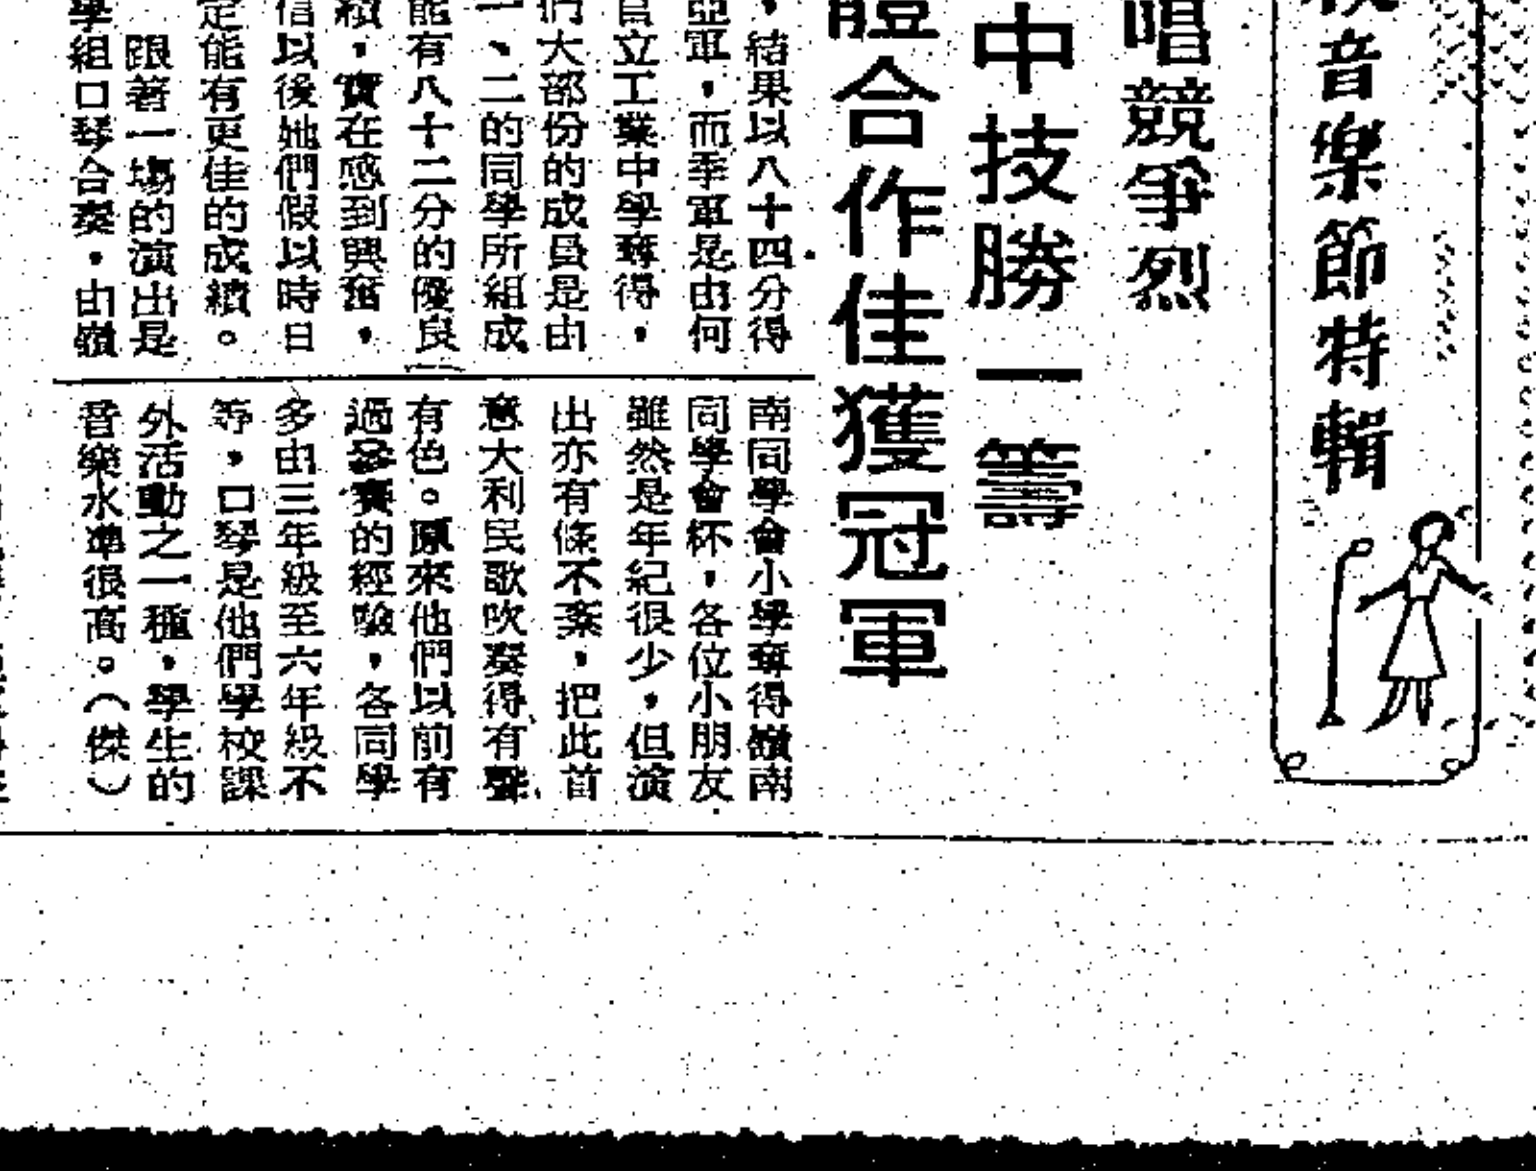 音樂節特輯
唱競爭烈
中技勝一籌
體合作佳獲冠軍
，結果以八十四分得
亞軍，而季軍是由何
官立工業中學奪得，
們大部份的成員是由
一、二的同學所組成
能有八十二分的優良
績，實在感到興奮，
信以後她們假以時日
定能有更佳的成績。
跟著一場的演出是
學組口琴合奏，由嶺
南同學會小學奪得嶺南
同學會杯，各位小朋友
雖然是年紀很少，但演
出亦有條不紊，把此首
意大利民歌吹奏得有聲
有色。原來他們以前有
過參賽的經驗，各同學
多由三年級至六年級不
等，口琴是他們學校課
外活動之一種，學生的
音樂水準很高。（傑）